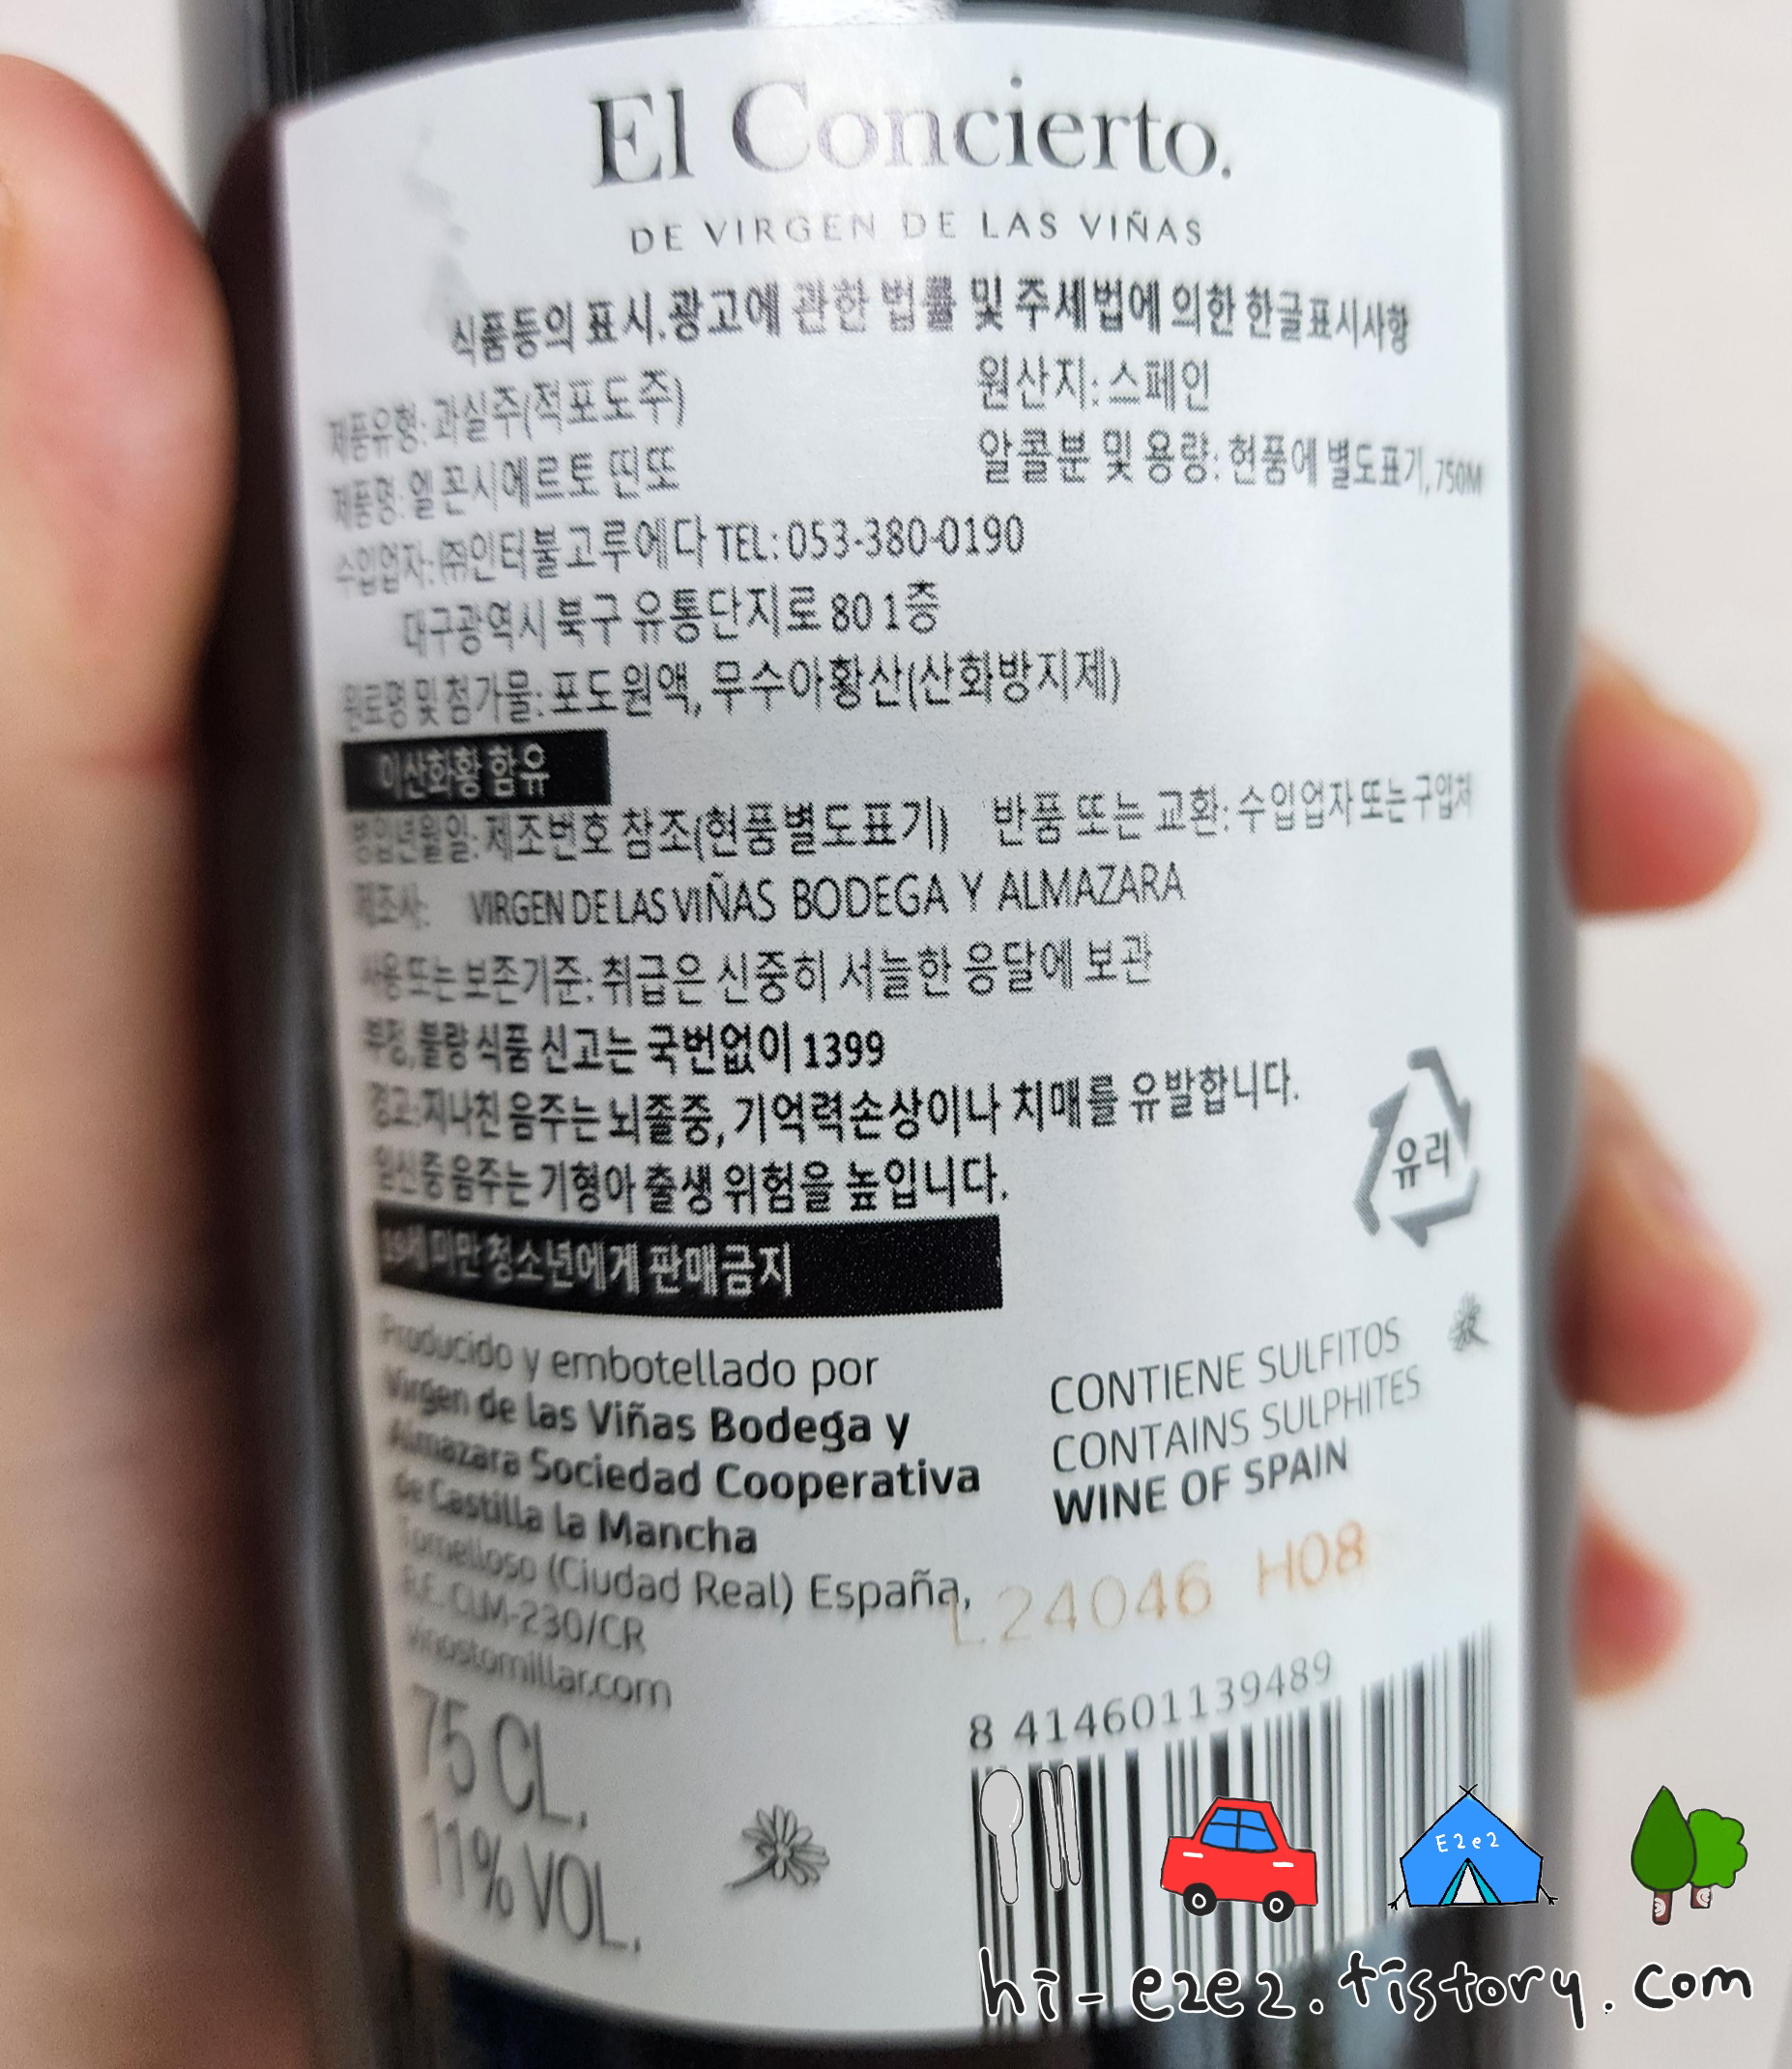 El Concierto.
DE VIRGEN DE LAS VIÑAS
식품등의 표시.광고에 관한 법률 및 주세법에 의한 한글표시사항
제품유형: 과실주(적포도주)
원산지: 스페인
제품명: 엘 꼰시에르토 띤또
알콜분 및 용량: 현품에 별도표기, 750M
수입업자: ㈜인터불고루에다 TEL: 053-380-0190
대구광역시 북구 유통단지로 80 1층
원료명 및 첨가물: 포도원액, 무수아황산(산화방지제)
이산화황 함유
병입년월일: 제조번호 참조(현품별도표기)
반품 또는 교환: 수입업자 또는 구입처
제조사: VIRGEN DE LAS VIÑAS BODEGA Y ALMAZARA
사용 또는 보존기준: 취급은 신중히 서늘한 응달에 보관
부정,불량 식품 신고는 국번없이 1399
경고:지나친 음주는 뇌졸중, 기억력손상이나 치매를 유발합니다.
임신중 음주는 기형아 출생 위험을 높입니다.
유리
19세 미만 청소년에게 판매금지
Producido y embotellado por
Virgen de las Viñas Bodega y
Almazara Sociedad Cooperativa
de Castilla la Mancha
Tomelloso (Ciudad Real) España,
R.E. CLM-230/CR
vinostomillar.com
75 CL.
11% VOL.
CONTIENE SULFITOS
CONTAINS SULPHITES
WINE OF SPAIN
L24046 H08
8 414601139489
E2e2
hi-e2e2.tistory.com